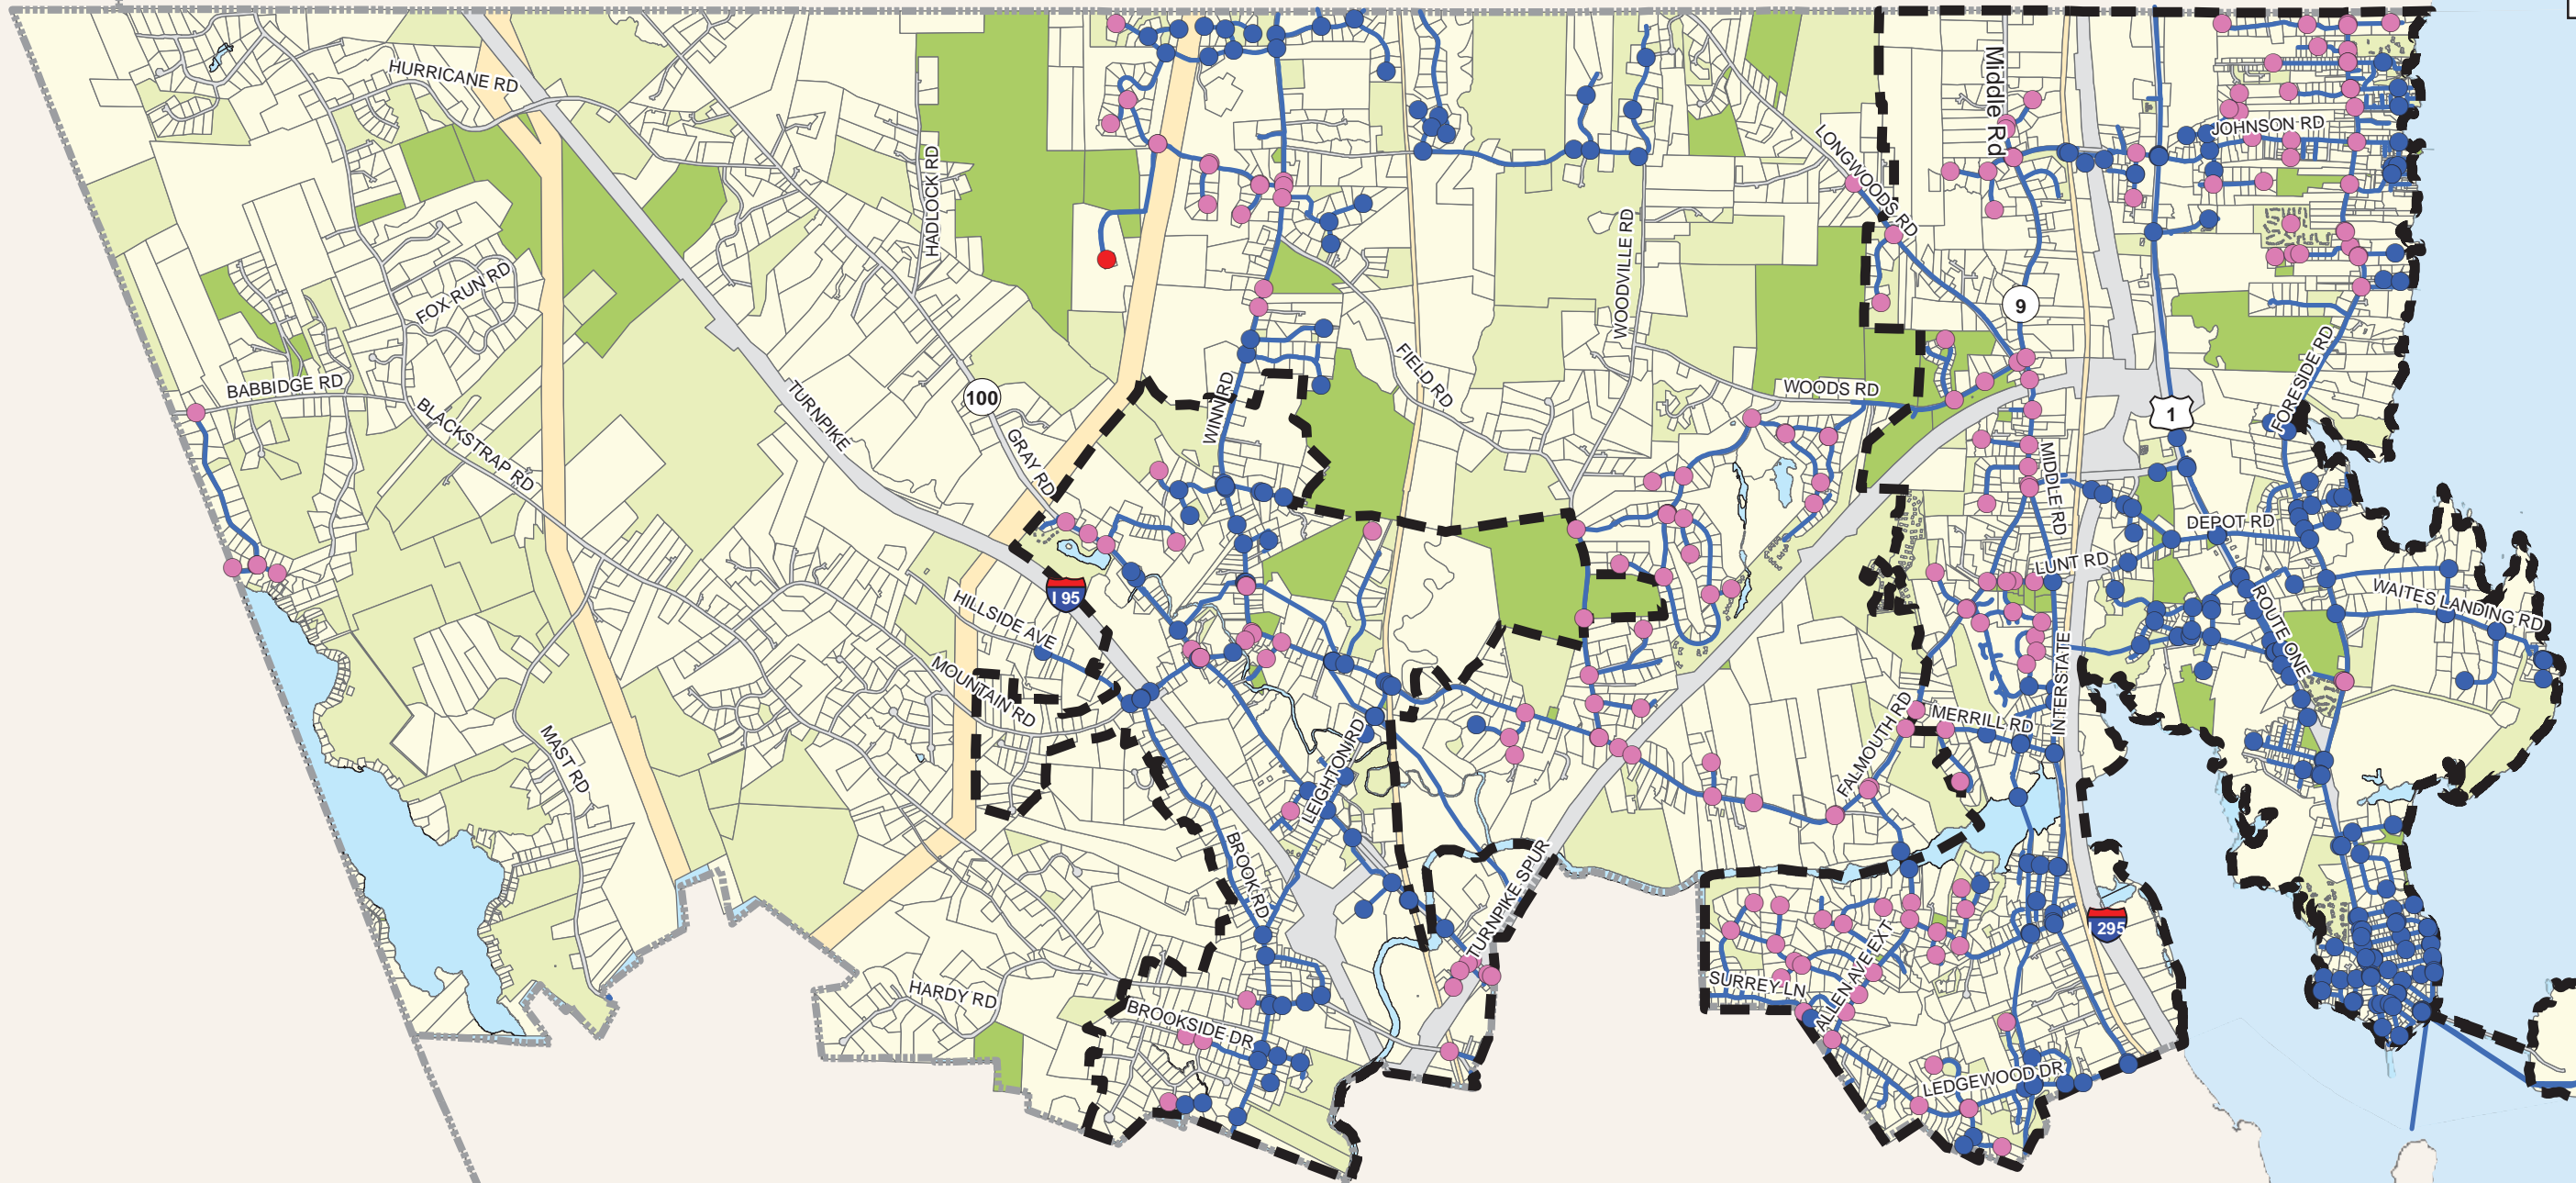 HURRICANE RD
HADLOCK RD
FOX-RUN RD
BABBIDGE RD
BLACKSTRAP RD
TURNPIKE
100
GRAY RD
WINN RD
FIELD RD
WOODVILLE RD
WOODS RD
LONGWOODS RD
Middle Rd
JOHNSON RD
9
1
FORESIDE RD
MIDDLE RD
DEPOT RD
LUNT RD
WAITES LANDING RD
ROUTE ONE
INTERSTATE
MERRILL RD
FALMOUTH RD
I 95
HILLSIDE AVE
MOUNTAIN RD
MAST RD
LEIGHTON RD
BROOK RD
TURNPIKE SPUR
HARDY RD
BROOKSIDE DR
SURREY LN
ALLEN AVE EXT
LEDGEWOOD DR
295